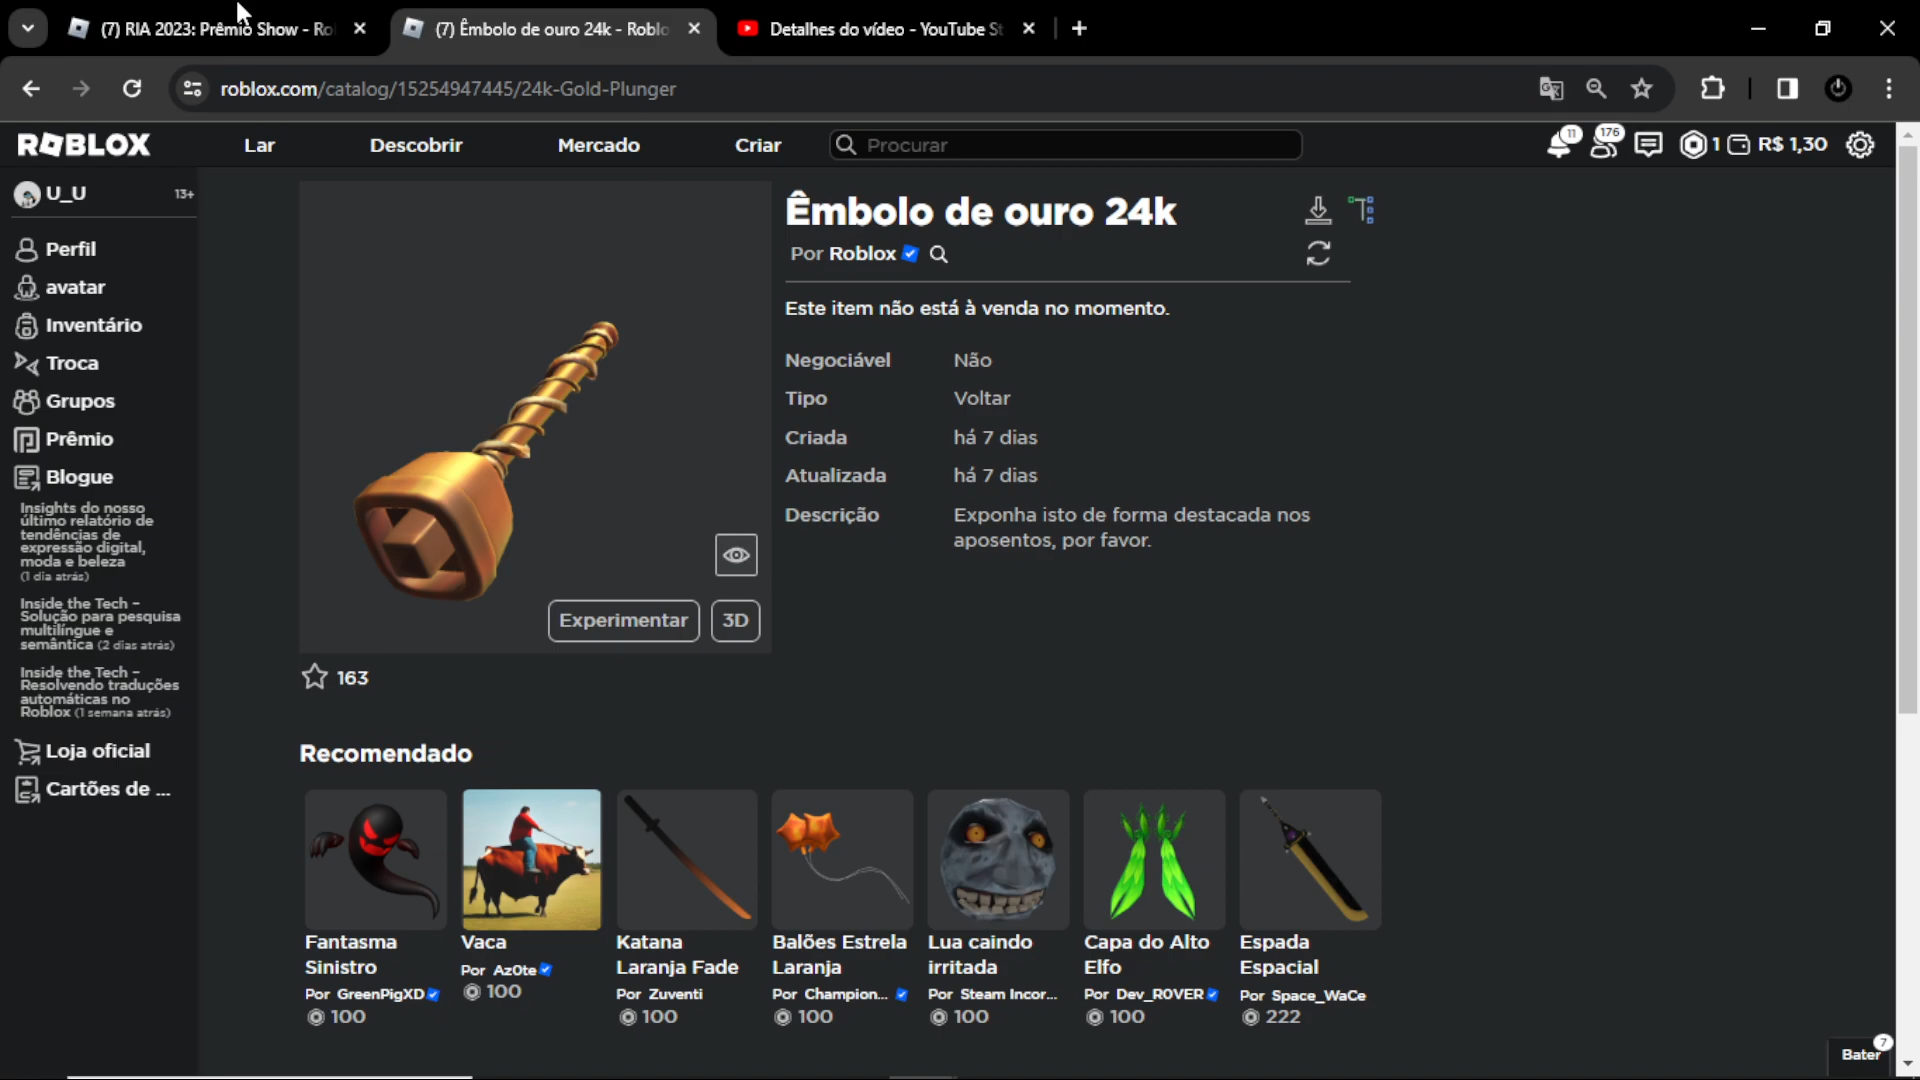 (7) RIA 2023: Prêmio Show - Ro
(7) Êmbolo de ouro 24k - Roblo
Detalhes do vídeo - YouTube S
roblox.com/catalog/15254947445/24k-Gold-Plunger
ROBLOX
Lar
Descobrir
Mercado
Criar
Procurar
11
176
1
R$ 1,30
U_U
13+
Perfil
avatar
Inventário
Troca
Grupos
Prêmio
Blogue
Insights do nosso
último relatório de
tendências de
expressão digital,
moda e beleza
(1 dia atrás)
Inside the Tech –
Solução para pesquisa
multilíngue e
semântica (2 dias atrás)
Inside the Tech –
Resolvendo traduções
automáticas no
Roblox (1 semana atrás)
Loja oficial
Cartões de ...
Experimentar
3D
163
Êmbolo de ouro 24k
Por Roblox
Este item não está à venda no momento.
Negociável Não
Tipo Voltar
Criada há 7 dias
Atualizada há 7 dias
Descrição Exponha isto de forma destacada nos
aposentos, por favor.
Recomendado
Fantasma
Sinistro
Por GreenPigXD
100
Vaca
Por Az0te
100
Katana
Laranja Fade
Por Zuventi
100
Balões Estrela
Laranja
Por Champion...
100
Lua caindo
irritada
Por Steam Incor...
100
Capa do Alto
Elfo
Por Dev_R0VER
100
Espada
Espacial
Por Space_WaCe
222
Bater
7